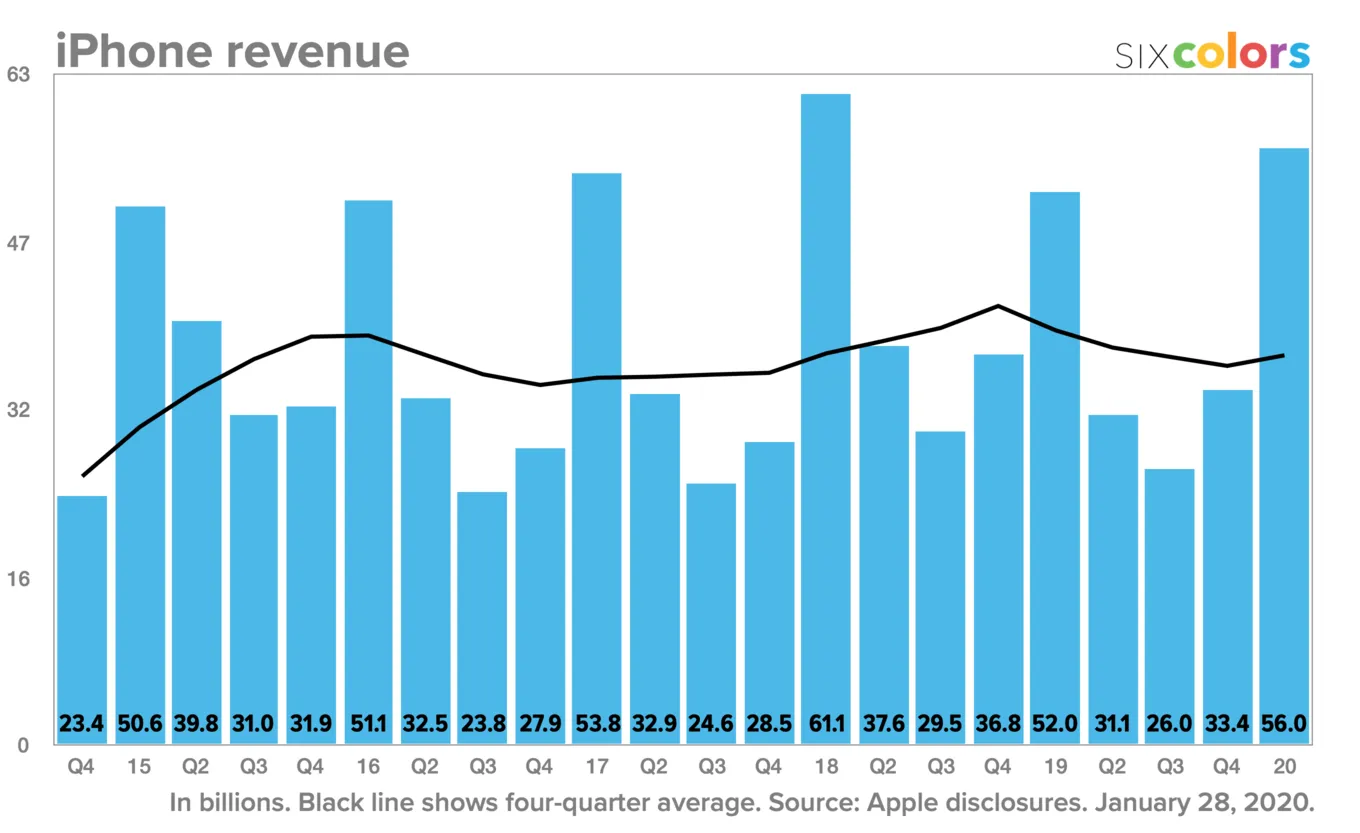 iPhone revenue
SIXcolors
63
47
32
16
0
23.4 50.6 39.8 31.0 31.9 51.1 32.5 23.8 27.9 53.8 32.9 24.6 28.5 61.1 37.6 29.5 36.8 52.0 31.1 26.0 33.4 56.0
Q4 15 Q2 Q3 Q4 16 Q2 Q3 Q4 17 Q2 Q3 Q4 18 Q2 Q3 Q4 19 Q2 Q3 Q4 20
In billions. Black line shows four-quarter average. Source: Apple disclosures. January 28, 2020.